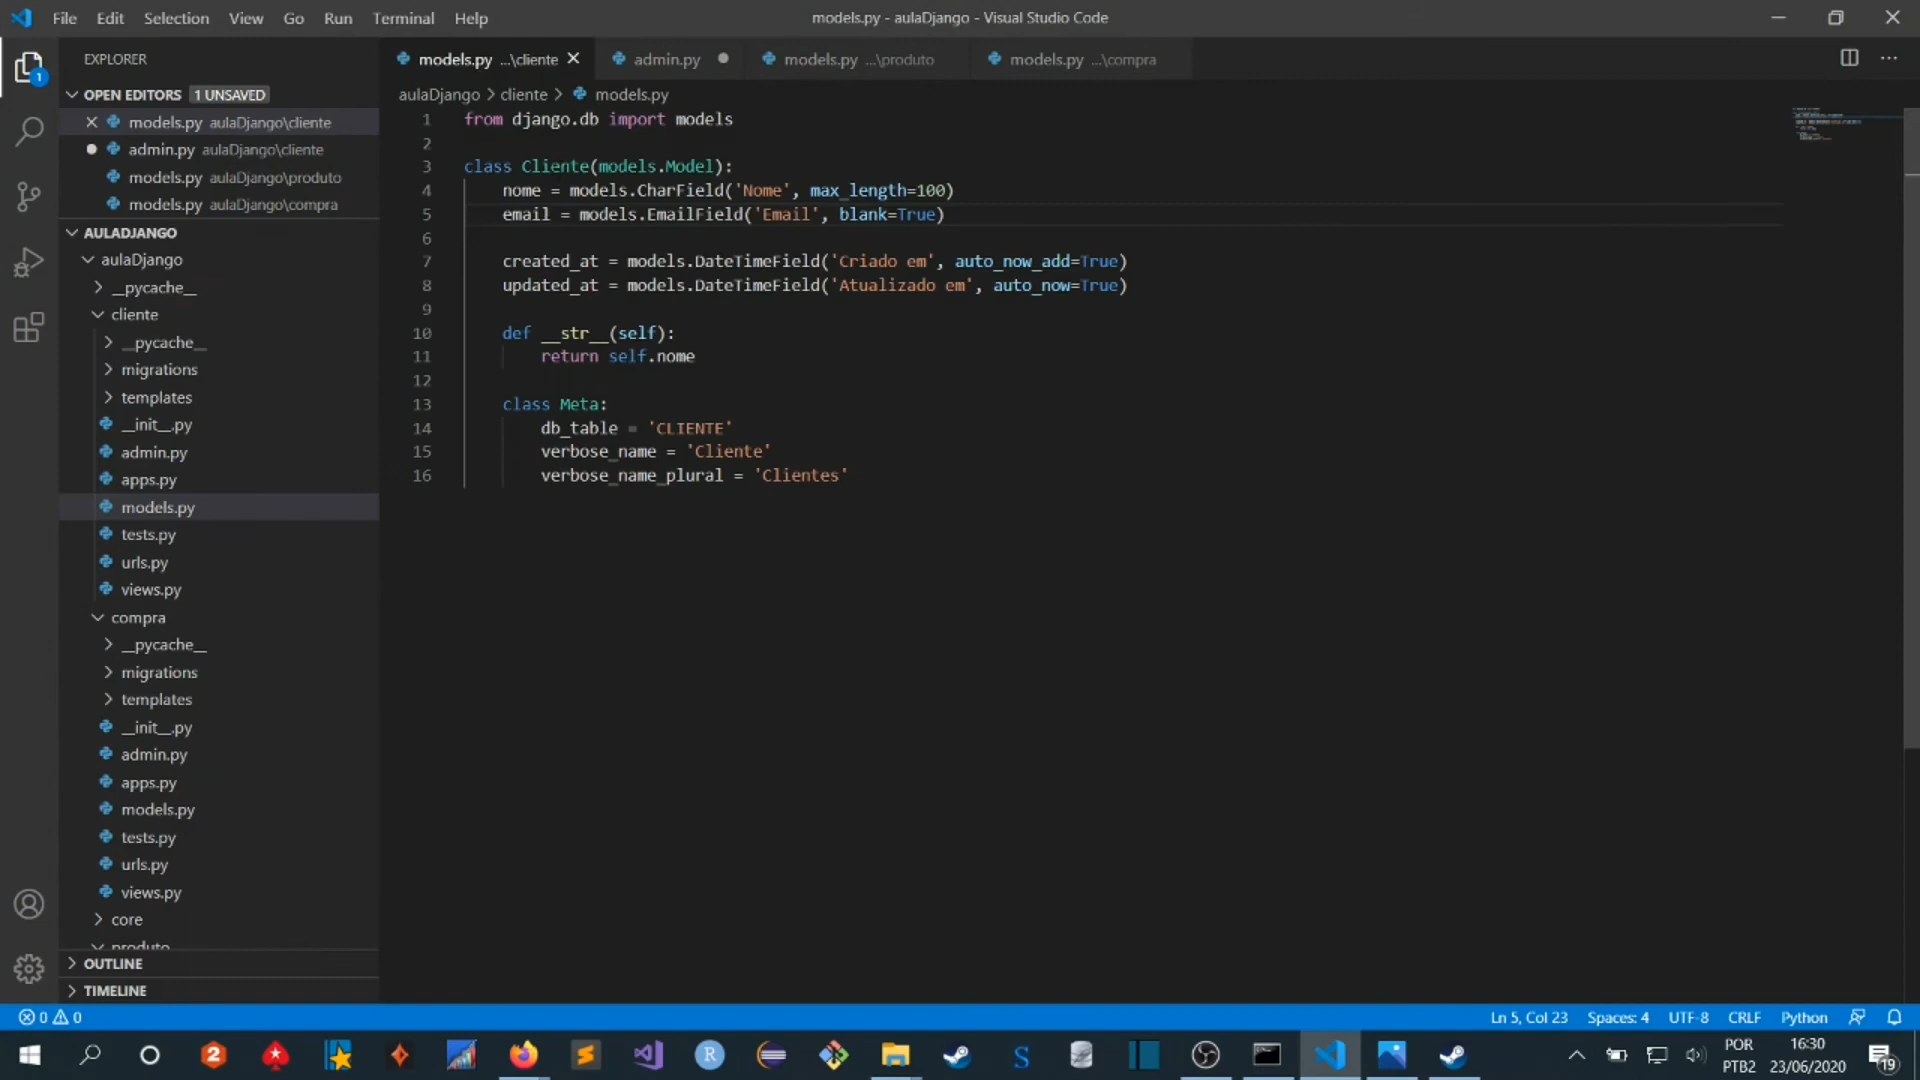 File Edit Selection View Go Run Terminal Help
models.py - aulaDjango - Visual Studio Code
EXPLORER
OPEN EDITORS 1 UNSAVED
models.py aulaDjango\cliente
admin.py aulaDjango\cliente
models.py aulaDjango\produto
models.py aulaDjango\compra
AULADJANGO
aulaDjango
__pycache__
cliente
__pycache__
migrations
templates
__init__.py
admin.py
apps.py
models.py
tests.py
urls.py
views.py
compra
__pycache__
migrations
templates
__init__.py
admin.py
apps.py
models.py
tests.py
urls.py
views.py
core
produto
OUTLINE
TIMELINE
models.py ...\cliente
admin.py
models.py ...\produto
models.py ...\compra
aulaDjango > cliente > models.py
1 from django.db import models
2
3 class Cliente(models.Model):
4 nome = models.CharField('Nome', max_length=100)
5 email = models.EmailField('Email', blank=True)
6
7 created_at = models.DateTimeField('Criado em', auto_now_add=True)
8 updated_at = models.DateTimeField('Atualizado em', auto_now=True)
9
10 def __str__(self):
11 return self.nome
12
13 class Meta:
14 db_table = 'CLIENTE'
15 verbose_name = 'Cliente'
16 verbose_name_plural = 'Clientes'
0 0
Ln 5, Col 23 Spaces: 4 UTF-8 CRLF Python
POR
PTB2
16:30
23/06/2020
19